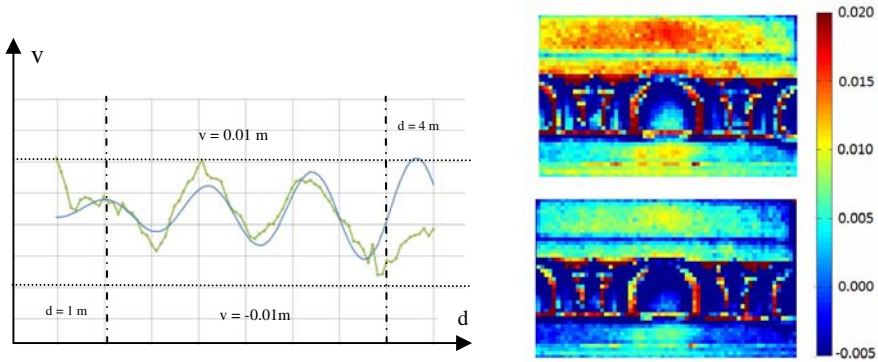 v
v = 0.01 m
d = 4 m
d = 1 m
v = -0.01m
d
0.020
0.015
0.010
0.005
0.000
-0.005